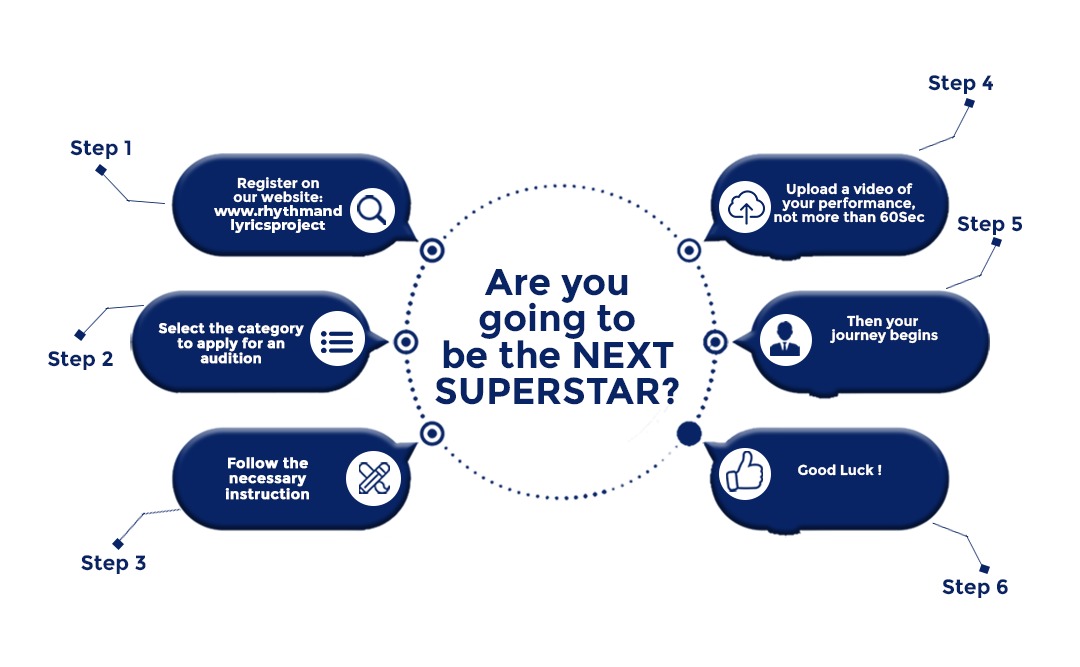 Step 1
Register on
our website:
www.rhythmand
lyricsproject
Step 2
Select the category
to apply for an
audition
Step 3
Follow the
necessary
instruction
Are you
going to
be the NEXT
SUPERSTAR?
Step 4
Upload a video of
your performance,
not more than 60Sec
Step 5
Then your
journey begins
Good Luck !
Step 6